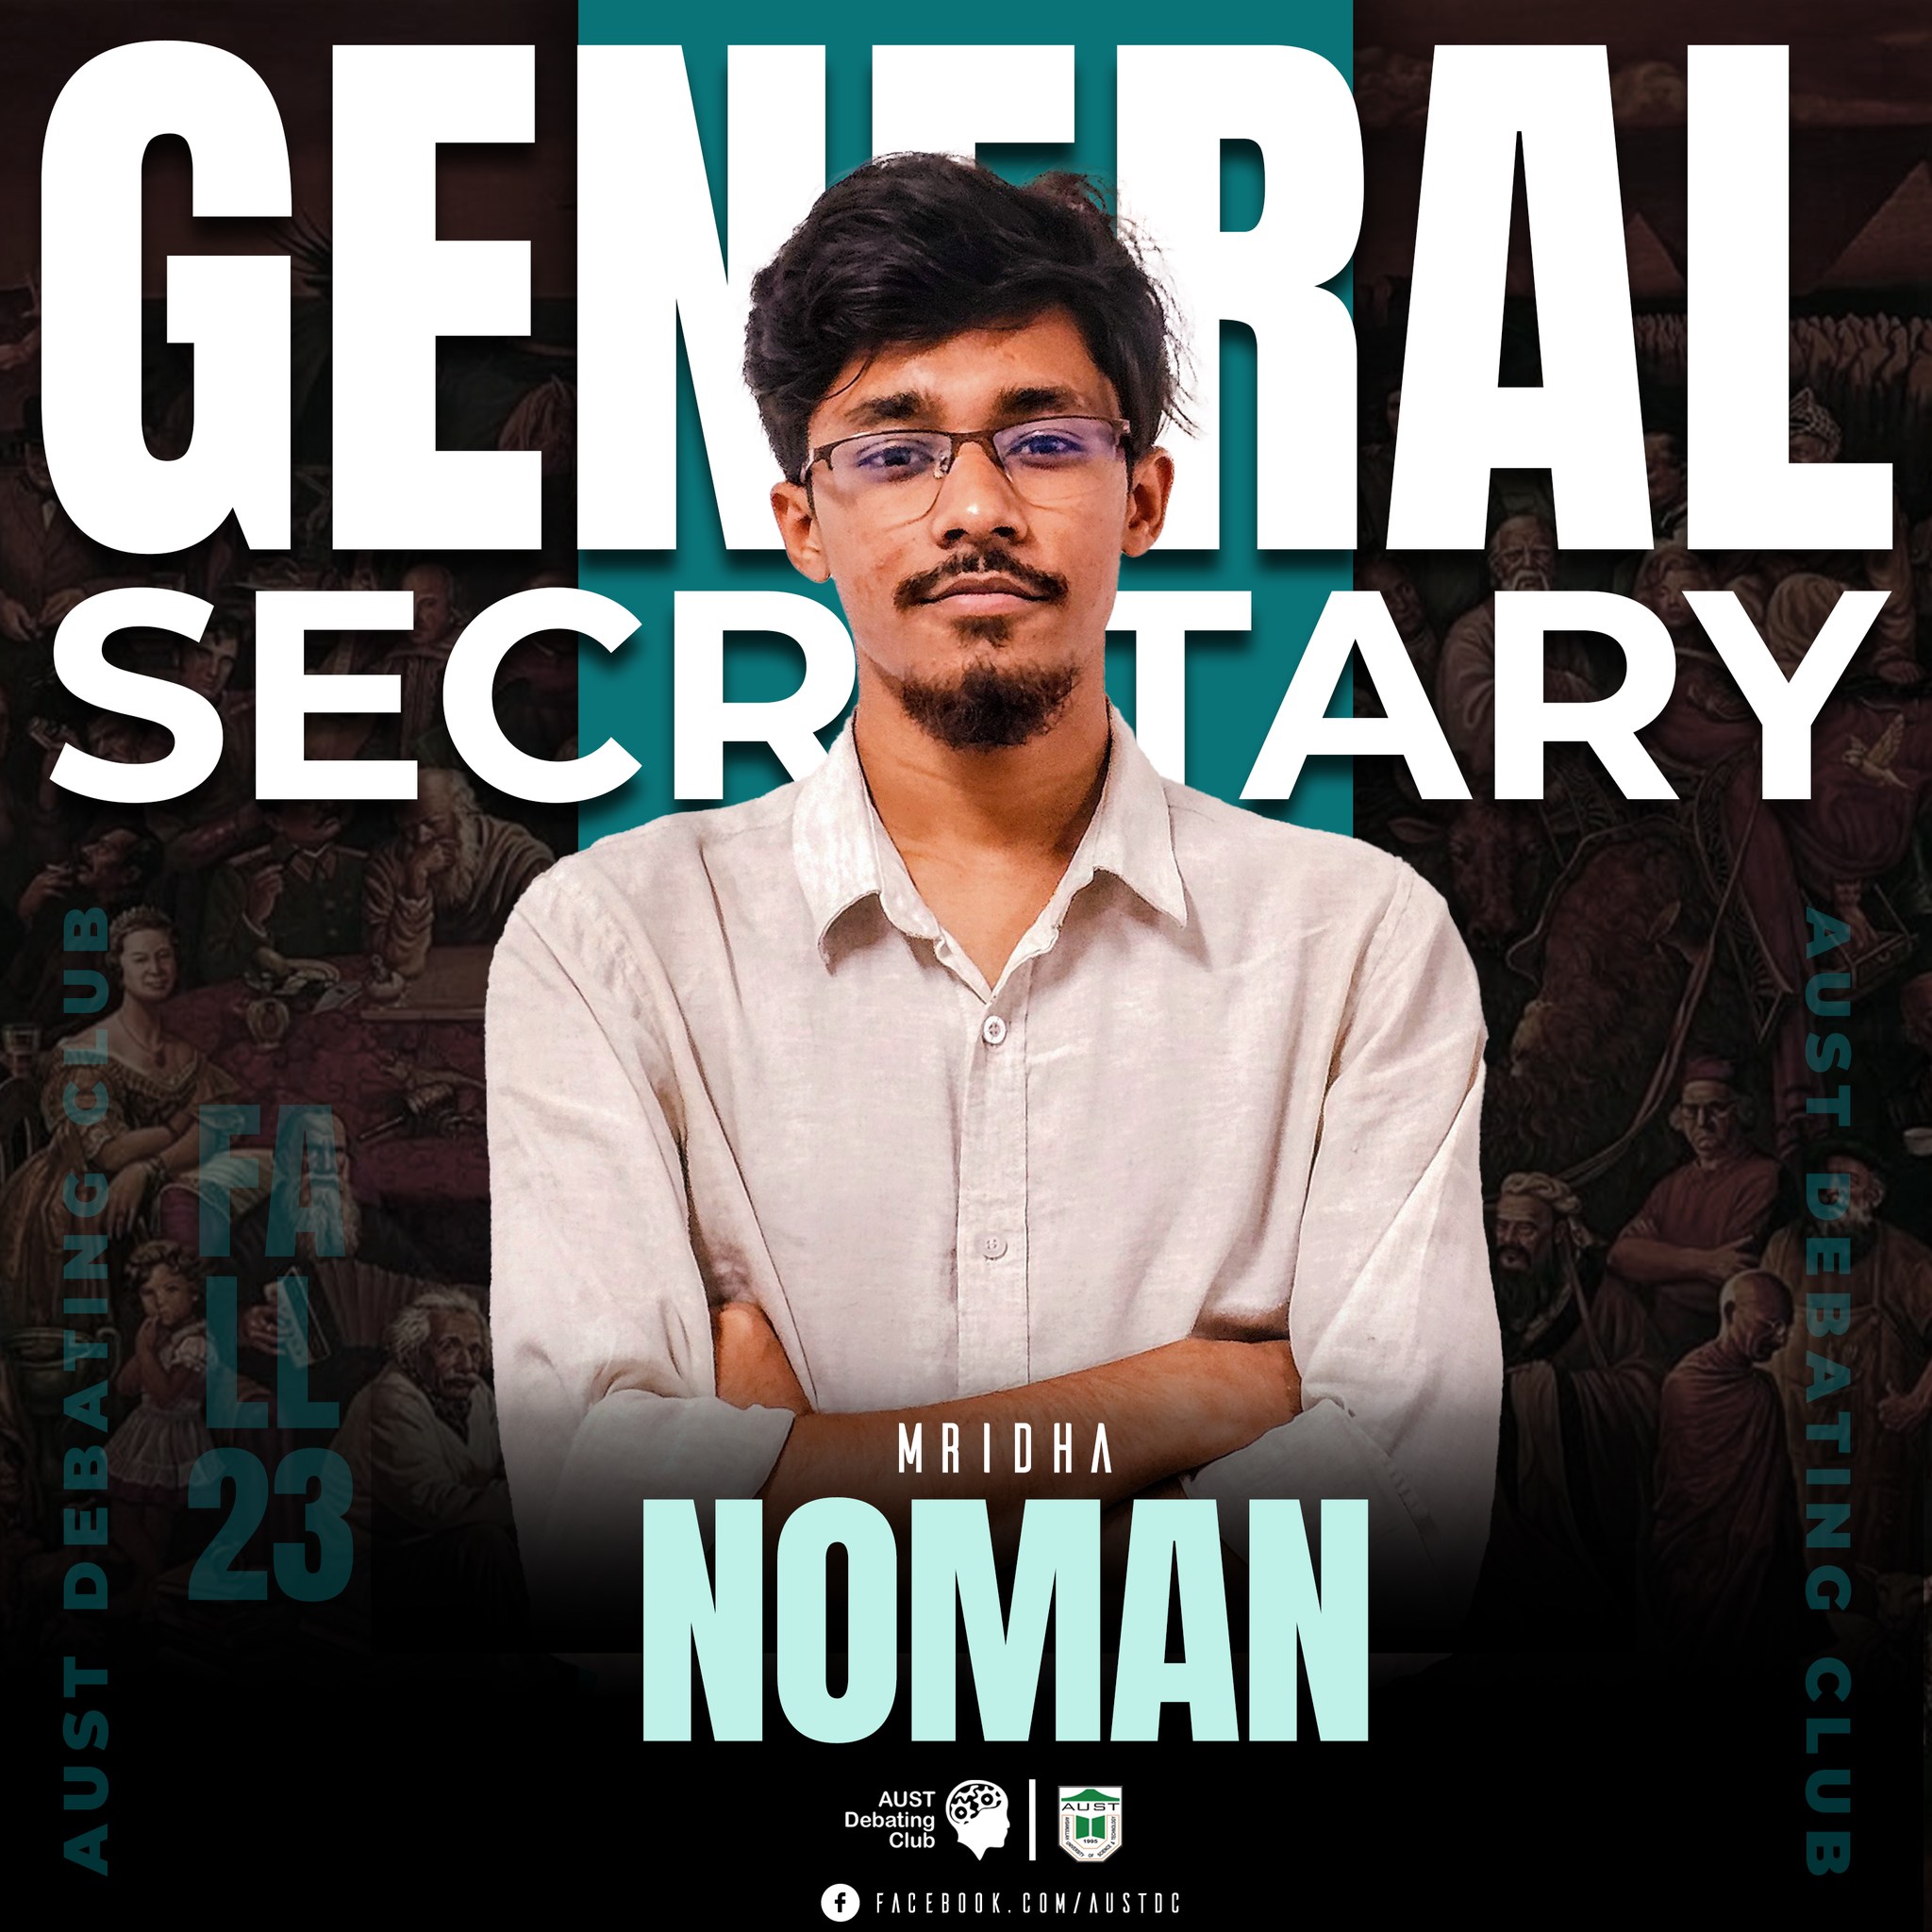 GENERAL
SECRETARY
AUST DEBATING CLUB
FA
LL
23
AUST DEBATING CLUB
MRIDHA
NOMAN
AUST
Debating
Club
AUST
1995
FACEBOOK.COM/AUSTDC